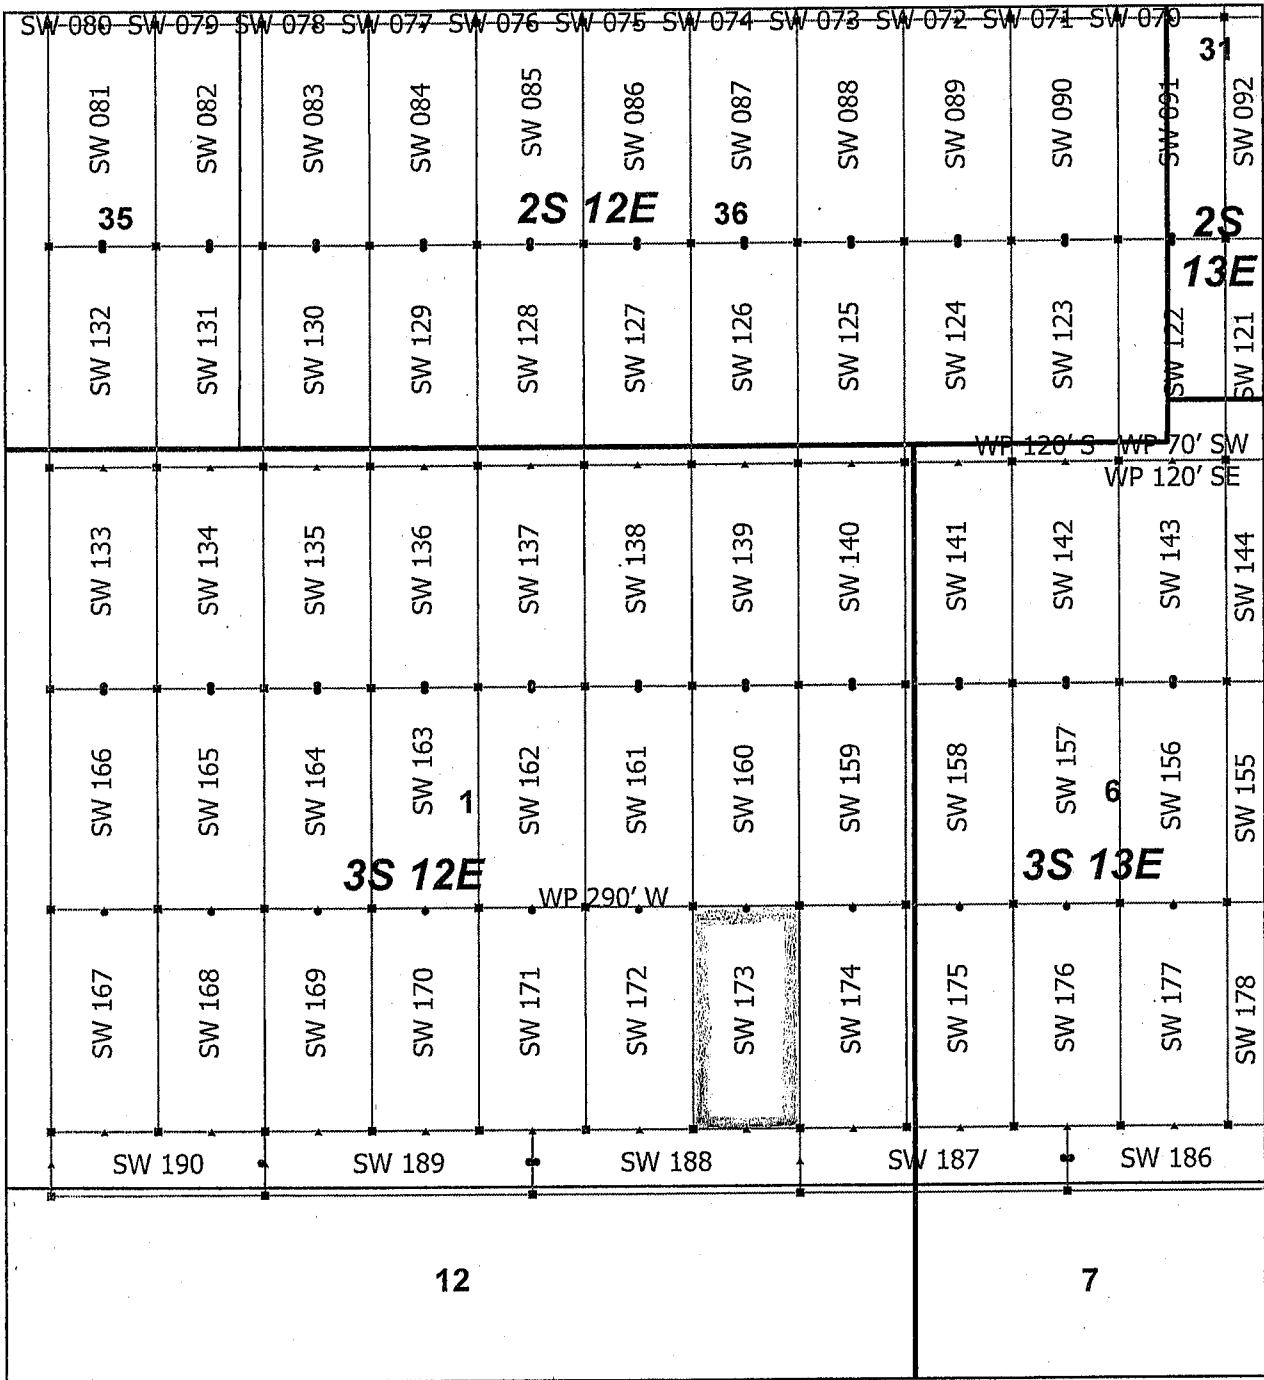 SW 080 SW 079 SW 078 SW 077 SW 076 SW 075 SW 074 SW 073 SW 072 SW 071 SW 070
31
SW 081 SW 082 SW 083 SW 084 SW 085 SW 086 SW 087 SW 088 SW 089 SW 090 SW 091 SW 092
35 2S 12E 36 2S
13E
SW 132 SW 131 SW 130 SW 129 SW 128 SW 127 SW 126 SW 125 SW 124 SW 123 SW 122 SW 121
WP 120' S WP 70' SW
WP 120' SE
SW 133 SW 134 SW 135 SW 136 SW 137 SW 138 SW 139 SW 140 SW 141 SW 142 SW 143 SW 144
SW 166 SW 165 SW 164 SW 163 SW 162 SW 161 SW 160 SW 159 SW 158 SW 157 SW 156 SW 155
1 6
3S 12E 3S 13E
WP 290' W
SW 167 SW 168 SW 169 SW 170 SW 171 SW 172 SW 173 SW 174 SW 175 SW 176 SW 177 SW 178
SW 190 SW 189 SW 188 SW 187 SW 186
12 7